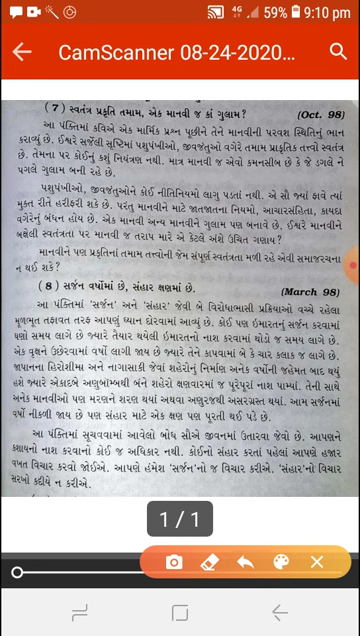 4G 59% 9:10 pm
CamScanner 08-24-2020...
(7) સ્વતંત્ર પ્રકૃતિ તમામ, એક માનવી જ કાં ગુલામ? (Oct. 98)
આ પંક્તિમાં કવિએ એક માર્મિક પ્રશ્ન પૂછીને તેને માનવીની પરવશ સ્થિતિનું ભાન
કરાવ્યું છે. ઈશ્વરે સર્જેલી સૃષ્ટિમાં પશુપંખીઓ, જીવજંતુઓ વગેરે તમામ પ્રાકૃતિક તત્ત્વો સ્વતંત્ર
છે. તેમના પર કોઈનું કશું નિયંત્રણ નથી. માત્ર માનવી જ એવો કમનસીબ છે કે જે ડગલે ને
પગલે ગુલામ બની રહે છે.
પશુપંખીઓ, જીવજંતુઓને કોઈ નીતિનિયમો લાગુ પડતાં નથી. એ સૌ જ્યાં ફાવે ત્યાં
મુક્ત રીતે હરીફરી શકે છે. પરંતુ માનવીને માટે જાતજાતના નિયમો, આચારસંહિતા, કાયદા
વગેરેનું બંધન હોય છે. એક માનવી અન્ય માનવીને ગુલામ પણ બનાવે છે. ઈશ્વરે માનવીને
બક્ષેલી સ્વતંત્રતા પર માનવી જ તરાપ મારે એ કેટલે અંશે ઉચિત ગણાય?
માનવીને પણ પ્રકૃતિનાં તમામ તત્ત્વોની જેમ સંપૂર્ણ સ્વતંત્રતા મળી રહે એવી સમાજરચના
ન થઈ શકે?
(8) સર્જન વર્ષોમાં છે, સંહાર ક્ષણમાં છે. (March 98)
આ પંક્તિમાં 'સર્જન' અને 'સંહાર' જેવી બે વિરોધાભાસી પ્રક્રિયાઓ વચ્ચે રહેલા
મૂળભૂત તફાવત તરફ આપણું ધ્યાન દોરવામાં આવ્યું છે. કોઈ પણ ઇમારતનું સર્જન કરવામાં
ઘણો સમય લાગે છે જ્યારે તૈયાર થયેલી ઇમારતનો નાશ કરવામાં થોડો જ સમય લાગે છે.
એક વૃક્ષને ઉછેરવામાં વર્ષો લાગી જાય છે જ્યારે તેને કાપવામાં બે કે ચાર કલાક જ લાગે છે.
જાપાનના હિરોશીમા અને નાગાસાકી જેવાં શહેરોનું નિર્માણ અનેક વર્ષોની જહેમત બાદ થયું
હશે જ્યારે એકાદબે અણુબૉમ્બથી બંને શહેરો ક્ષણવારમાં જ પૂરેપૂરાં નાશ પામ્યાં. તેની સાથે
અનેક માનવીઓ પણ મરણને શરણ થયાં અથવા અણુરજથી અસરગ્રસ્ત થયાં. આમ સર્જનમાં
વર્ષો નીકળી જાય છે પણ સંહાર માટે એક ક્ષણ પણ પૂરતી થઈ પડે છે.
આ પંક્તિમાં સૂચવવામાં આવેલો બોધ સૌએ જીવનમાં ઉતારવા જેવો છે. આપણને
કશાયનો નાશ કરવાનો કોઈ જ અધિકાર નથી. કોઈનો સંહાર કરતાં પહેલાં આપણે હજાર
વખત વિચાર કરવો જોઈએ. આપણે હંમેશ 'સર્જન'નો જ વિચાર કરીએ. 'સંહાર'નો વિચાર
સરખો કદીયે ન કરીએ.
1 / 1